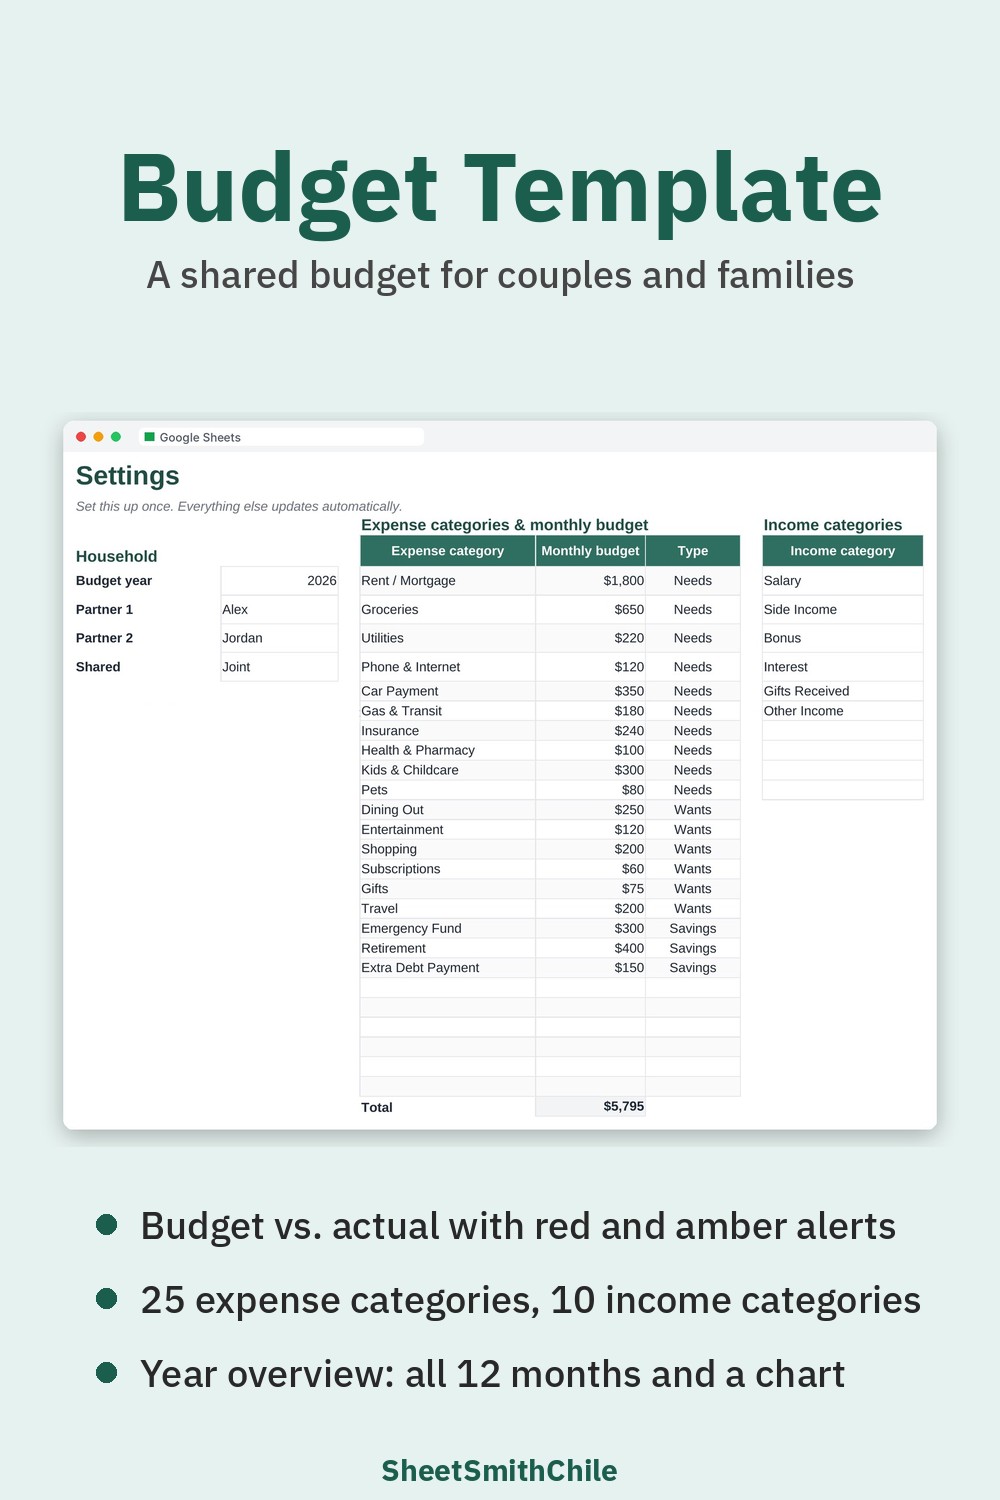 Budget Template
A shared budget for couples and families
Google Sheets
Settings
Set this up once. Everything else updates automatically.
Household
Budget year 2026
Partner 1 Alex
Partner 2 Jordan
Shared Joint
Expense categories & monthly budget
Expense category Monthly budget Type
Rent / Mortgage $1,800 Needs
Groceries $650 Needs
Utilities $220 Needs
Phone & Internet $120 Needs
Car Payment $350 Needs
Gas & Transit $180 Needs
Insurance $240 Needs
Health & Pharmacy $100 Needs
Kids & Childcare $300 Needs
Pets $80 Needs
Dining Out $250 Wants
Entertainment $120 Wants
Shopping $200 Wants
Subscriptions $60 Wants
Gifts $75 Wants
Travel $200 Wants
Emergency Fund $300 Savings
Retirement $400 Savings
Extra Debt Payment $150 Savings
Total $5,795
Income categories
Income category
Salary
Side Income
Bonus
Interest
Gifts Received
Other Income
Budget vs. actual with red and amber alerts
25 expense categories, 10 income categories
Year overview: all 12 months and a chart
SheetSmithChile